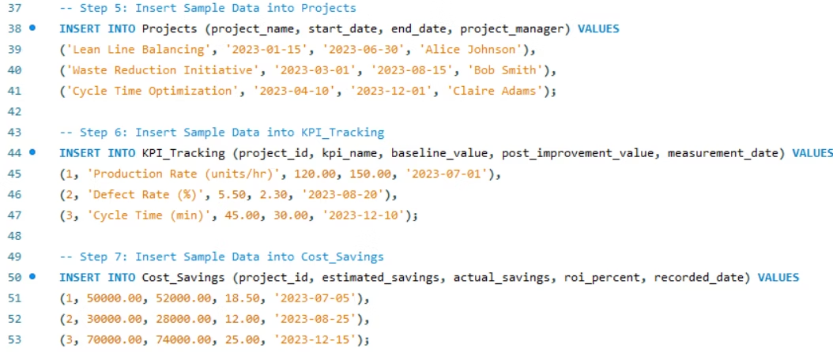 37 -- Step 5: Insert Sample Data into Projects
38 INSERT INTO Projects (project_name, start_date, end_date, project_manager) VALUES
39 ('Lean Line Balancing', '2023-01-15', '2023-06-30', 'Alice Johnson'),
40 ('Waste Reduction Initiative', '2023-03-01', '2023-08-15', 'Bob Smith'),
41 ('Cycle Time Optimization', '2023-04-10', '2023-12-01', 'Claire Adams');
42
43 -- Step 6: Insert Sample Data into KPI_Tracking
44 INSERT INTO KPI_Tracking (project_id, kpi_name, baseline_value, post_improvement_value, measurement_date) VALUES
45 (1, 'Production Rate (units/hr)', 120.00, 150.00, '2023-07-01'),
46 (2, 'Defect Rate (%)', 5.50, 2.30, '2023-08-20'),
47 (3, 'Cycle Time (min)', 45.00, 30.00, '2023-12-10');
48
49 -- Step 7: Insert Sample Data into Cost_Savings
50 INSERT INTO Cost_Savings (project_id, estimated_savings, actual_savings, roi_percent, recorded_date) VALUES
51 (1, 50000.00, 52000.00, 18.50, '2023-07-05'),
52 (2, 30000.00, 28000.00, 12.00, '2023-08-25'),
53 (3, 70000.00, 74000.00, 25.00, '2023-12-15');